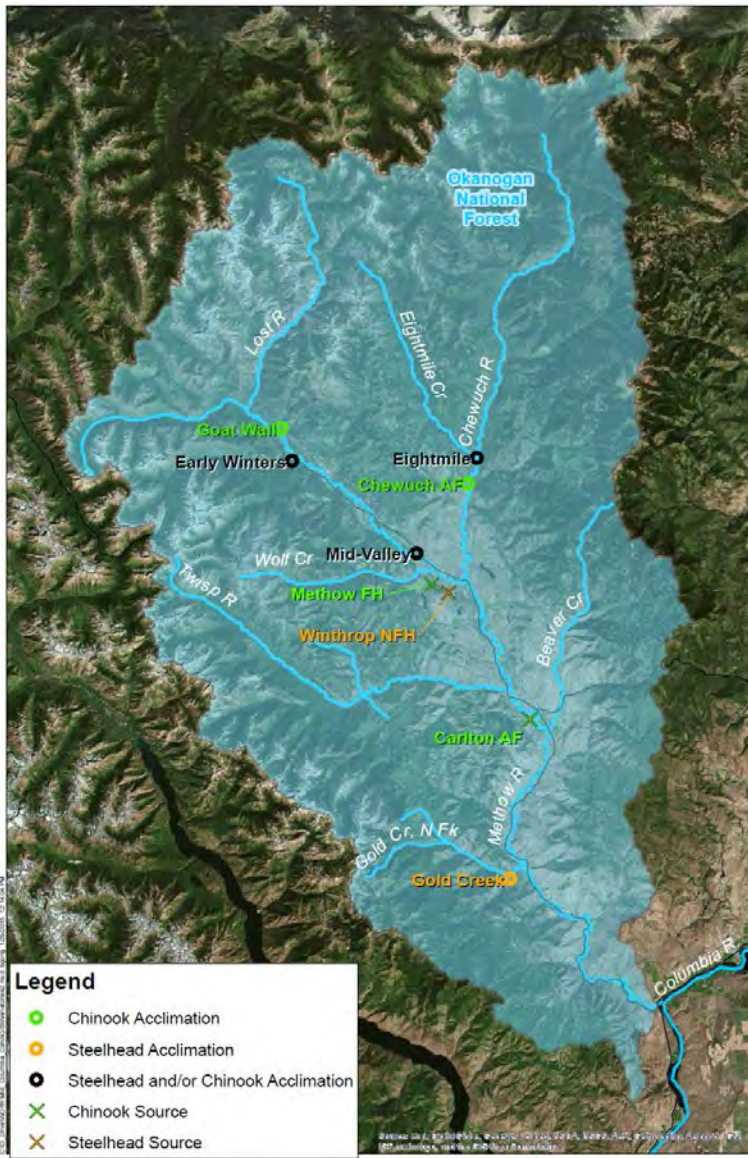 Okanogan
National
Forest
Lost R
Eightmile Cr
Chewuch R
Goat Wall
Early Winters
Eightmile
Chewuch AF
Mid-Valley
Wolf Cr
Twisp R
Methow FH
Winthrop NFH
Beaver Cr
Carlton AF
Methow R
Gold Cr, N Fk
Gold Creek
Columbia R
Legend
Chinook Acclimation
Steelhead Acclimation
Steelhead and/or Chinook Acclimation
Chinook Source
Steelhead Source